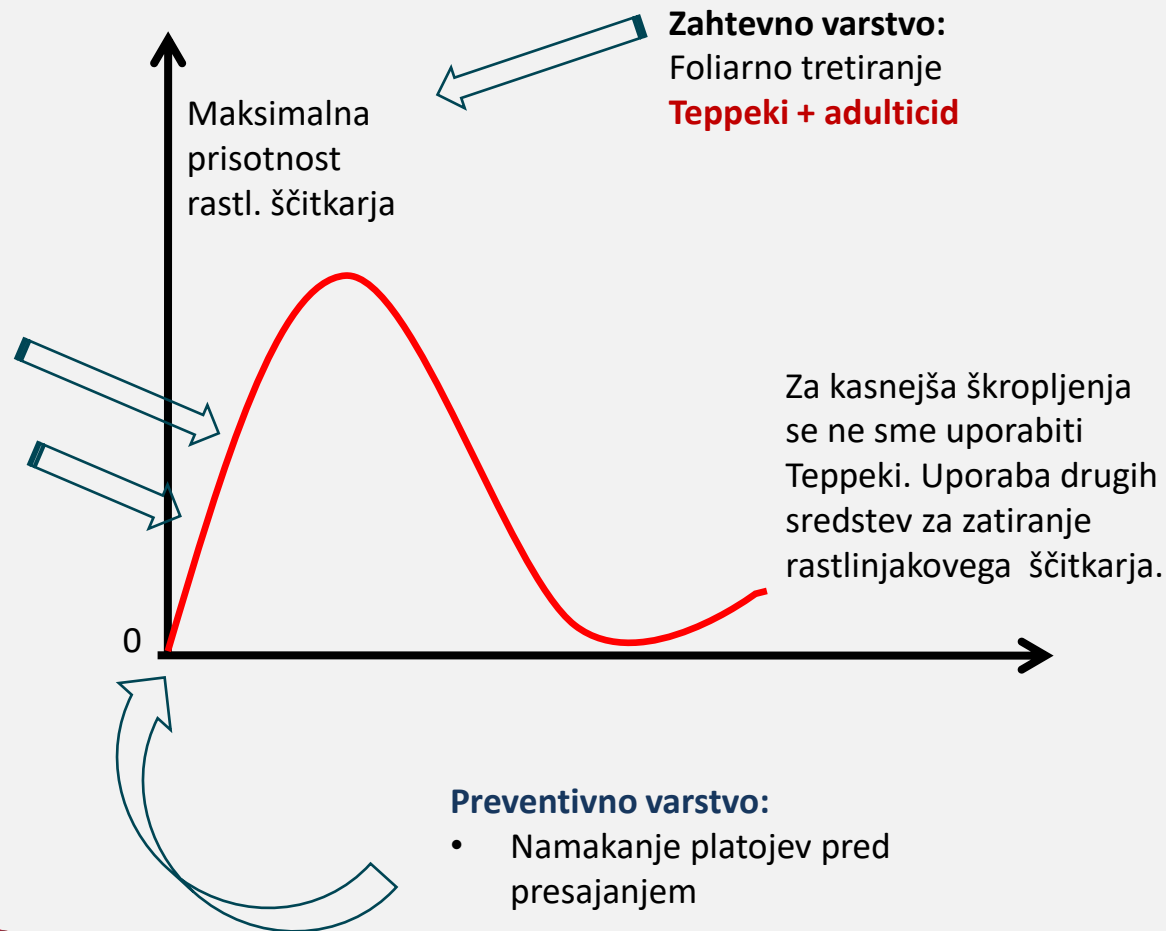 Zahtevno varstvo:
Foliarno tretiranje
Teppeki + adulticid
Maksimalna
prisotnost
rastl. ščitkarja
Za kasnejša škropljenja
se ne sme uporabiti
Teppeki. Uporaba drugih
sredstev za zatiranje
rastlinjakovega  ščitkarja.
0
Preventivno varstvo:
• Namakanje platojev pred
presajanjem